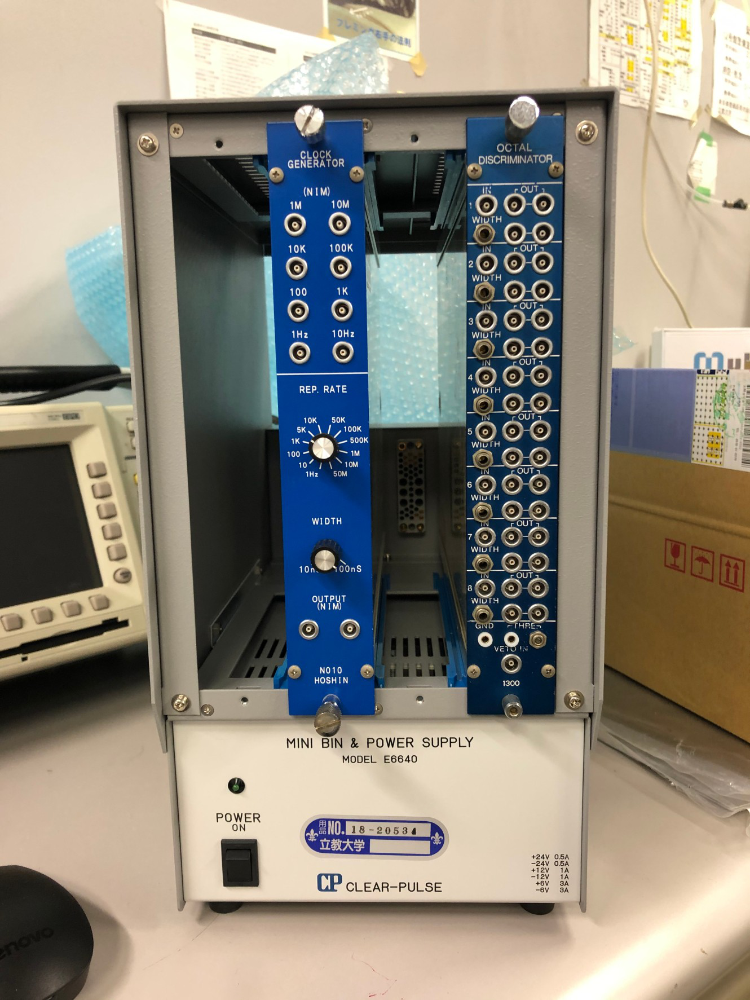 フレミング右手の法則
CLOCK
GENERATOR
(NIM)
1M 10M
10K 100K
100 1K
1Hz 10Hz
REP. RATE
10K 50K
5K 100K
1K 500K
100 1M
10 10M
1Hz 50M
WIDTH
100nS
OUTPUT
(NIM)
N010
HOSHIN
OCTAL
DISCRIMINATOR
1 IN OUT
WIDTH
2 IN OUT
WIDTH
3 IN OUT
WIDTH
4 IN OUT
WIDTH
5 IN OUT
WIDTH
6 IN OUT
WIDTH
7 IN OUT
WIDTH
8 IN OUT
WIDTH
GND THRE
VETO IN
1300
MINI BIN & POWER SUPPLY
MODEL E6640
POWER
ON
用品 NO. 18-20534
立教大学
CP CLEAR-PULSE
+24V 0.5A
-24V 0.5A
+12V 1A
-12V 1A
+6V 3A
-6V 3A
enovo